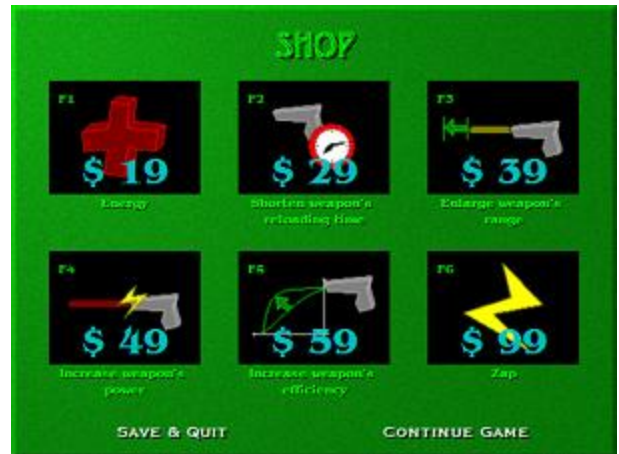 SHOP
F1
F2
F3
$ 19
$ 29
$ 39
Energy
Shorten weapon's
reloading time
Enlarge weapon's
range
F4
F5
F6
$ 49
$ 59
$ 99
Increase weapon's
power
Increase weapon's
efficiency
Zap
SAVE & QUIT
CONTINUE GAME